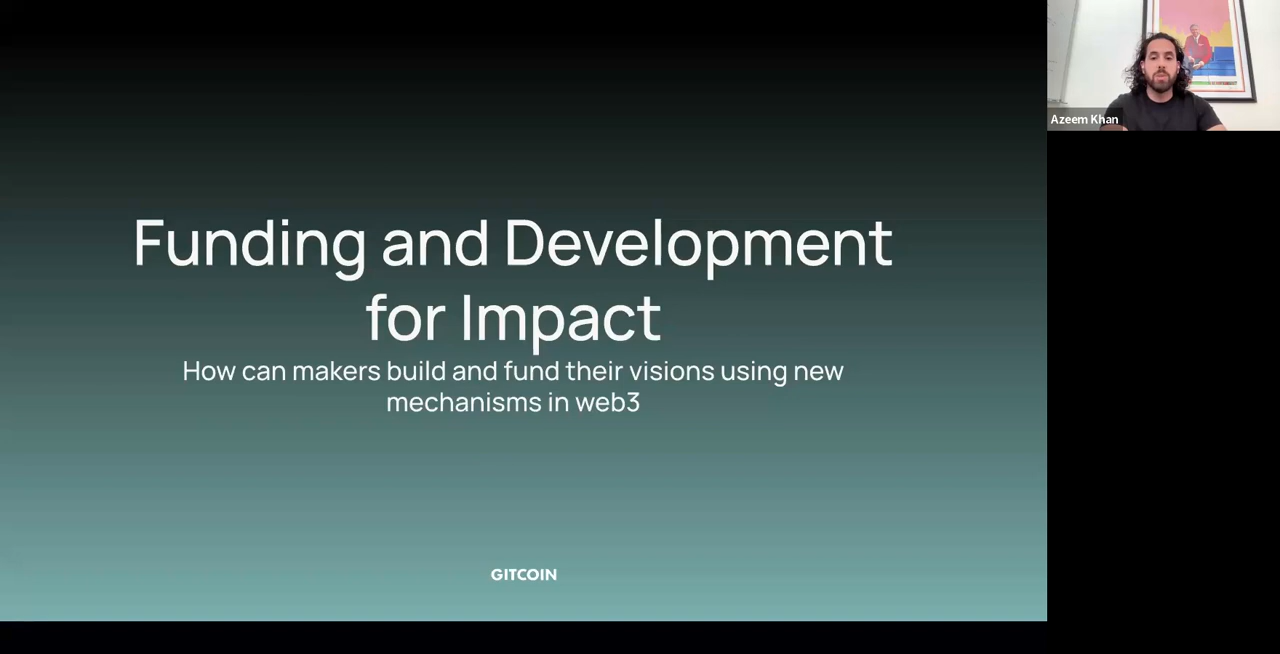 Funding and Development
for Impact
How can makers build and fund their visions using new
mechanisms in web3
GITCOIN
Azeem Khan